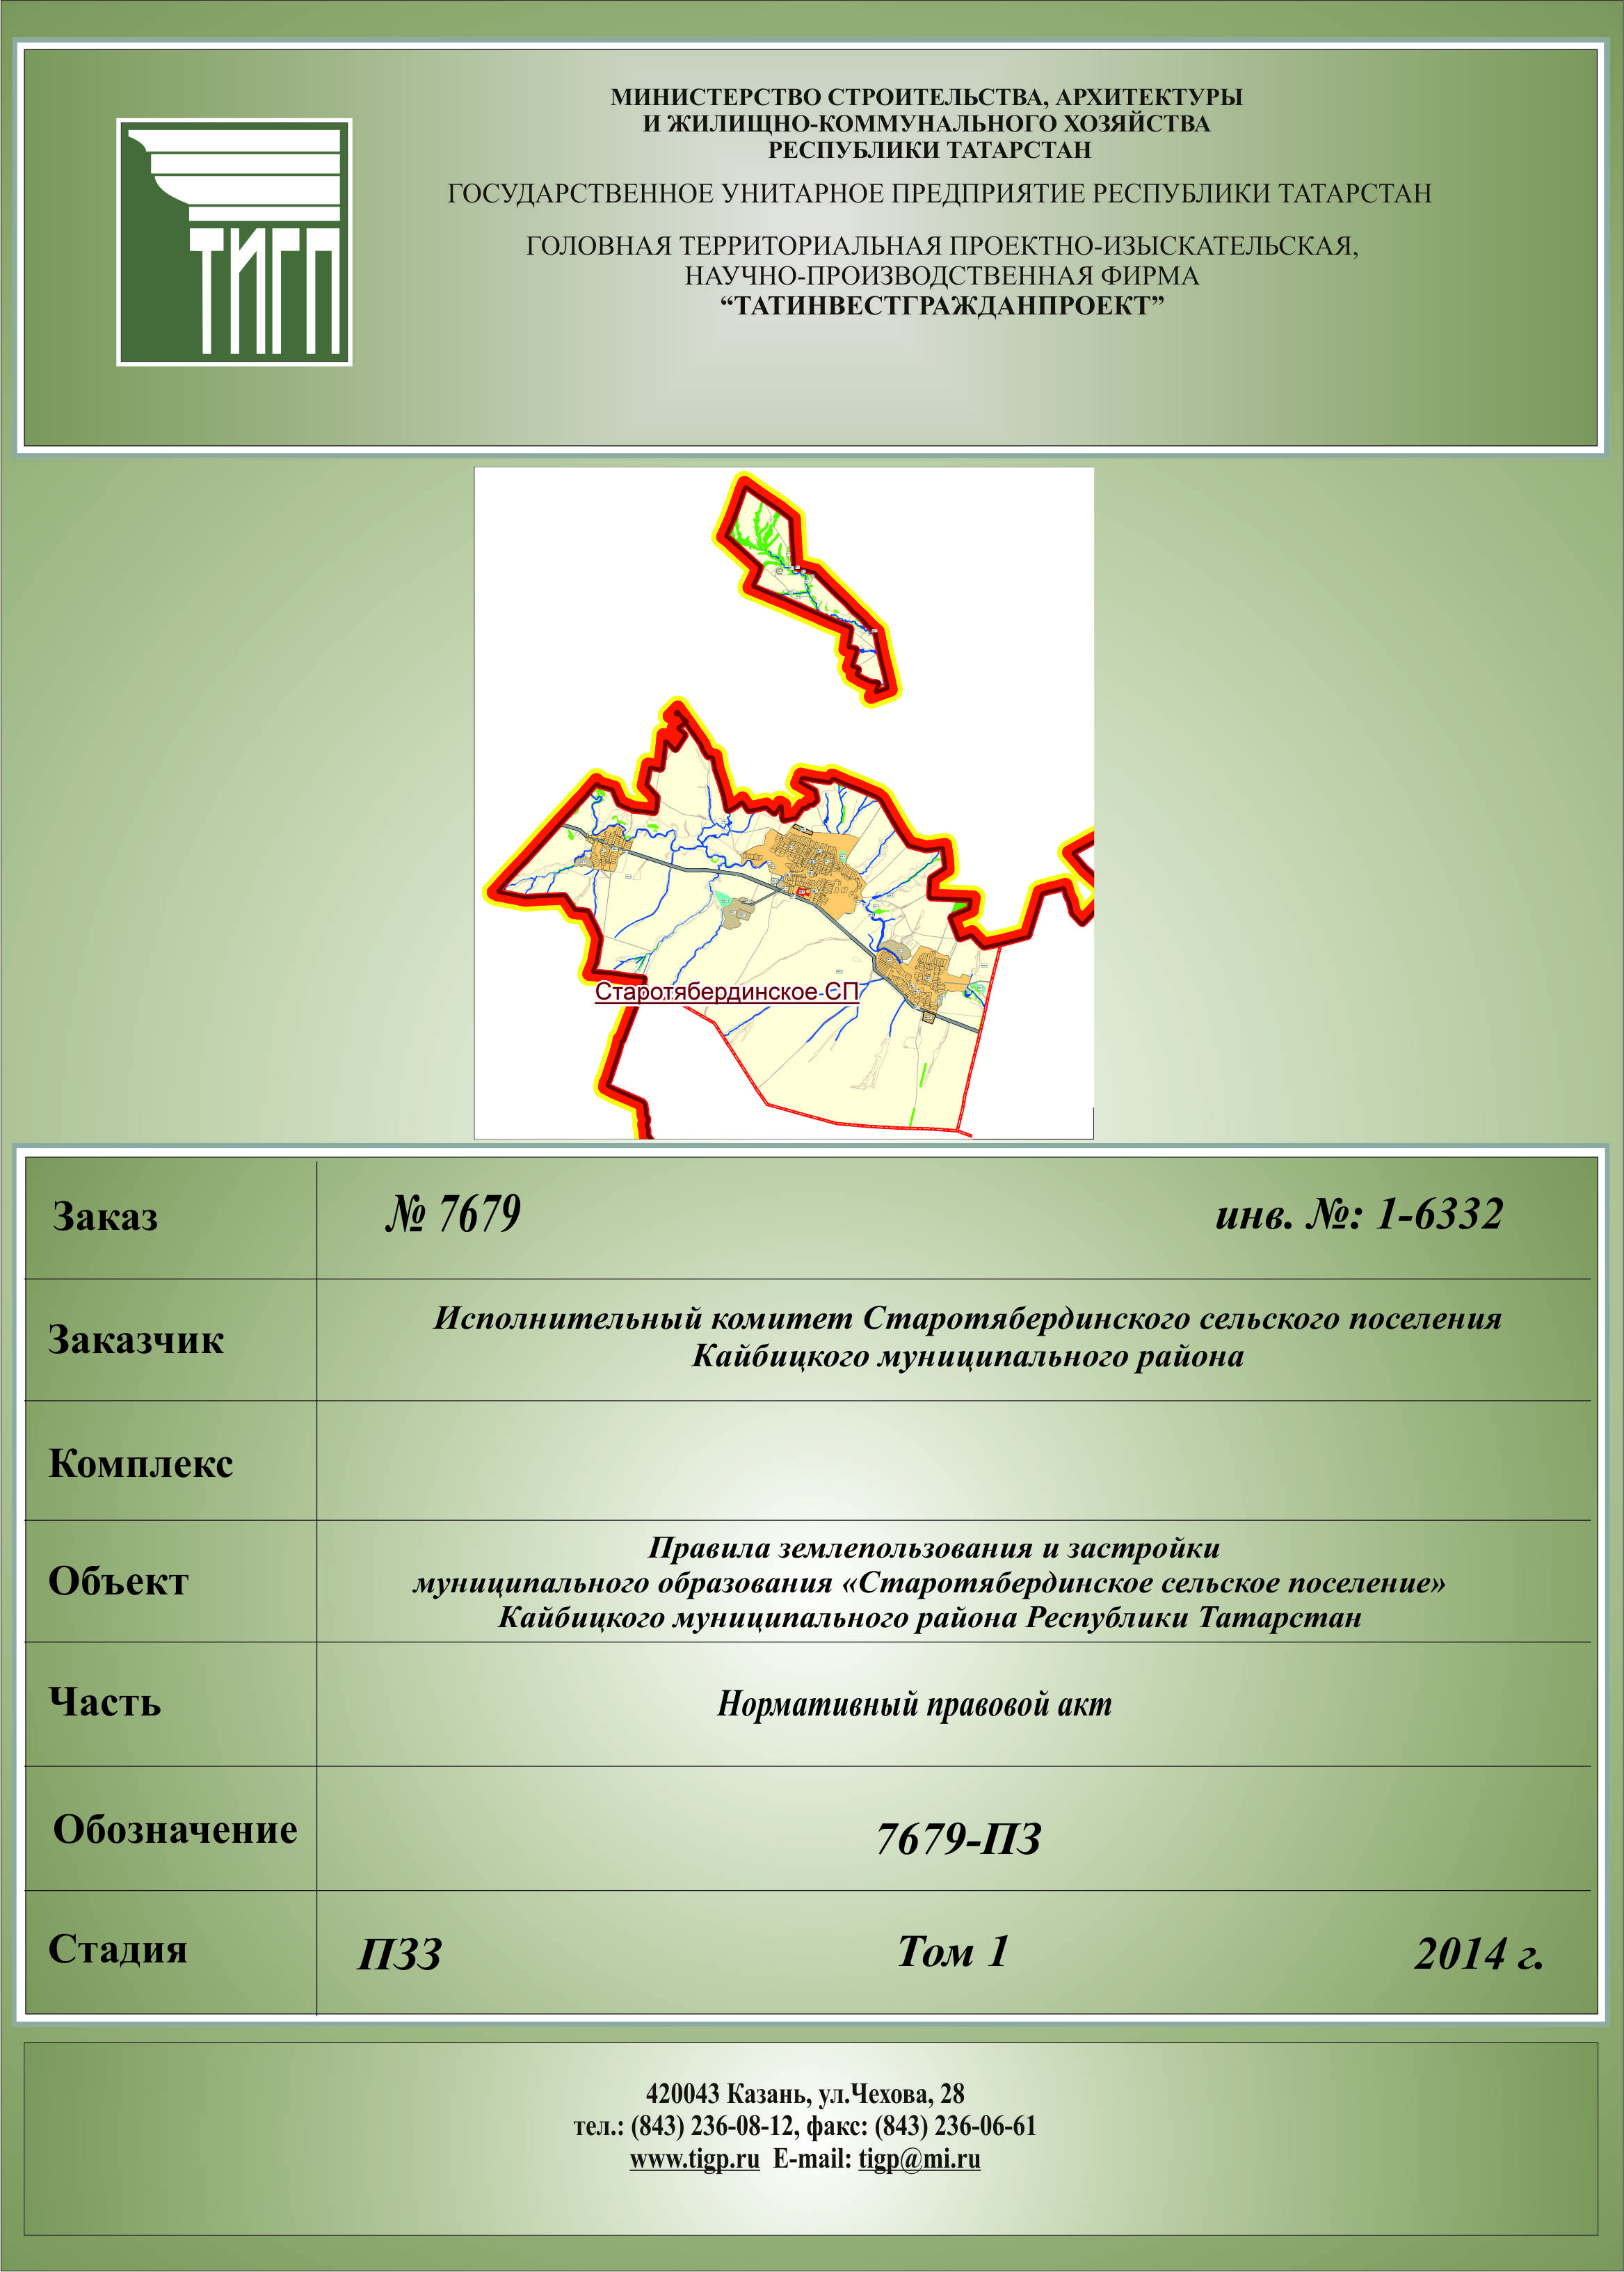 МИНИСТЕРСТВО СТРОИТЕЛЬСТВА, АРХИТЕКТУРЫ
И ЖИЛИЩНО-КОММУНАЛЬНОГО ХОЗЯЙСТВА
РЕСПУБЛИКИ ТАТАРСТАН
ГОСУДАРСТВЕННОЕ УНИТАРНОЕ ПРЕДПРИЯТИЕ РЕСПУБЛИКИ ТАТАРСТАН
ГОЛОВНАЯ ТЕРРИТОРИАЛЬНАЯ ПРОЕКТНО-ИЗЫСКАТЕЛЬСКАЯ,
НАУЧНО-ПРОИЗВОДСТВЕННАЯ ФИРМА
“ТАТИНВЕСТГРАЖДАНПРОЕКТ”
ТИГП
Старотябердинское СП
Заказ № 7679 инв. №: 1-6332
Заказчик
Исполнительный комитет Старотябердинского сельского поселения
Кайбицкого муниципального района
Комплекс
Объект
Правила землепользования и застройки
муниципального образования «Старотябердинское сельское поселение»
Кайбицкого муниципального района Республики Татарстан
Часть Нормативный правовой акт
Обозначение 7679-ПЗ
Стадия ПЗЗ Том 1 2014 г.
420043 Казань, ул.Чехова, 28
тел.: (843) 236-08-12, факс: (843) 236-06-61
www.tigp.ru E-mail: tigp@mi.ru